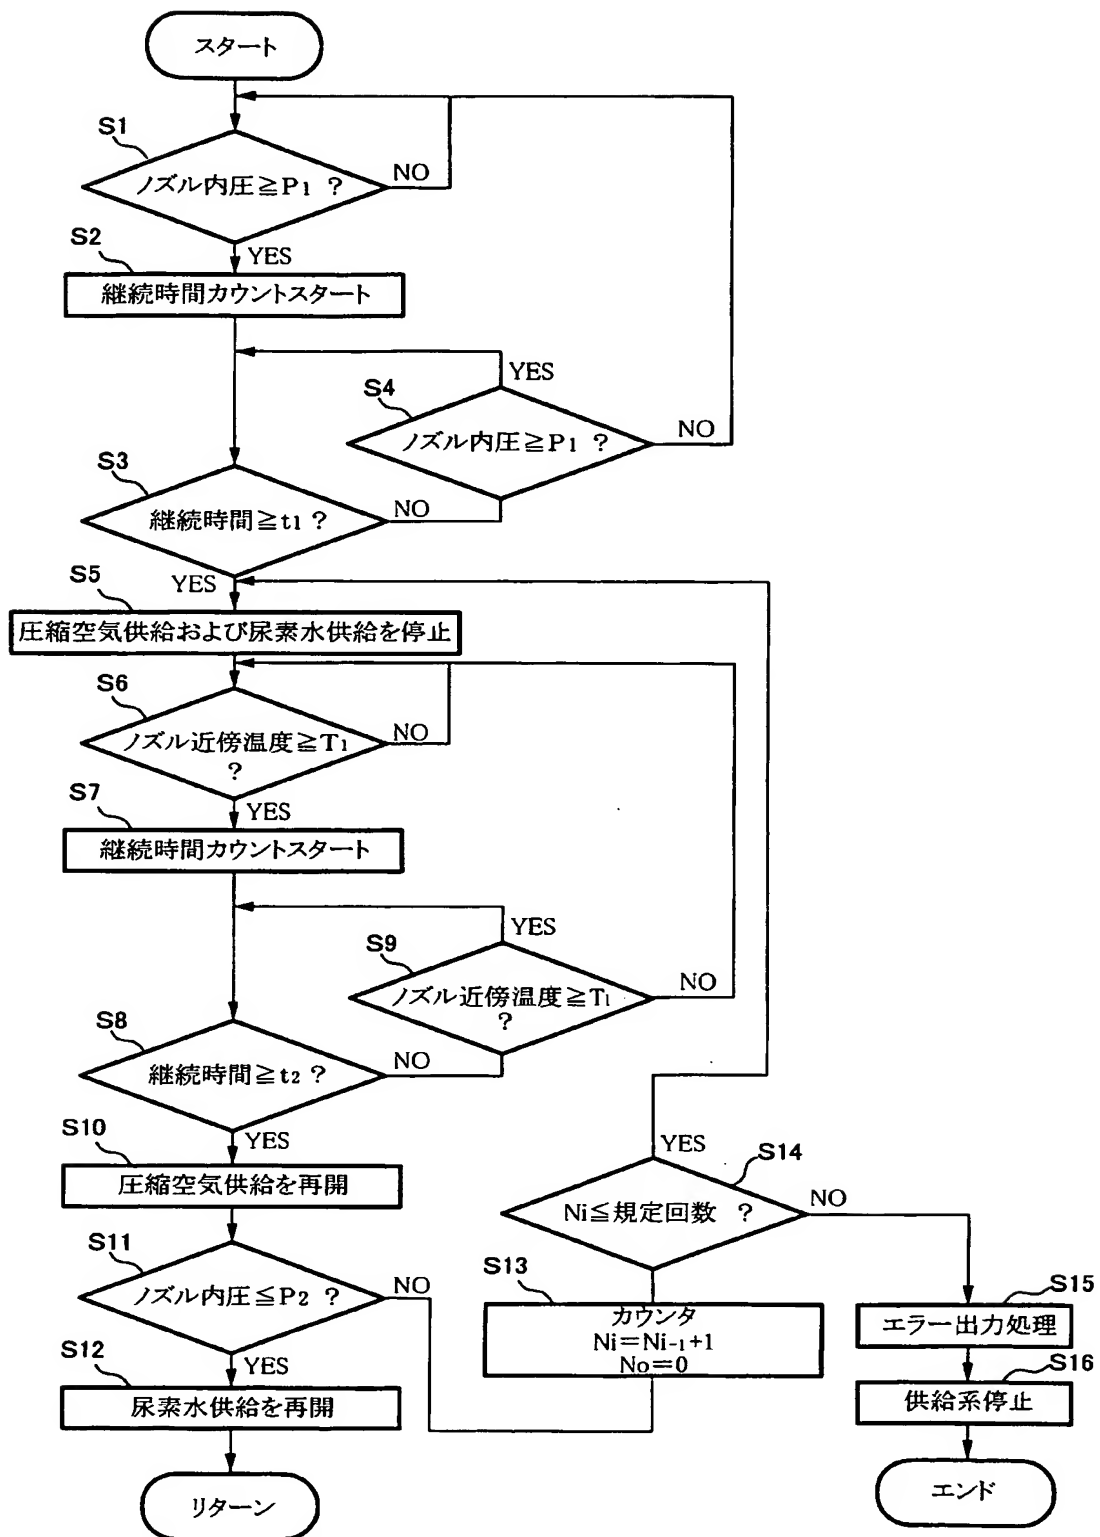 スタート
S1
ノズル内圧≧P1 ?
NO
YES
S2
継続時間カウントスタート
S4
YES
ノズル内圧≧P1 ?
NO
S3
継続時間≧t1 ?
NO
YES
S5
圧縮空気供給および尿素水供給を停止
S6
ノズル近傍温度≧T1
?
NO
YES
S7
継続時間カウントスタート
YES
S9
ノズル近傍温度≧T1
?
NO
S8
継続時間≧t2 ?
NO
YES
S10
圧縮空気供給を再開
S11
ノズル内圧≦P2 ?
NO
YES
S12
尿素水供給を再開
リターン
YES
S14
Ni≦規定回数 ?
NO
S13
カウンタ
Ni=Ni-1+1
No=0
S15
エラー出力処理
S16
供給系停止
エンド